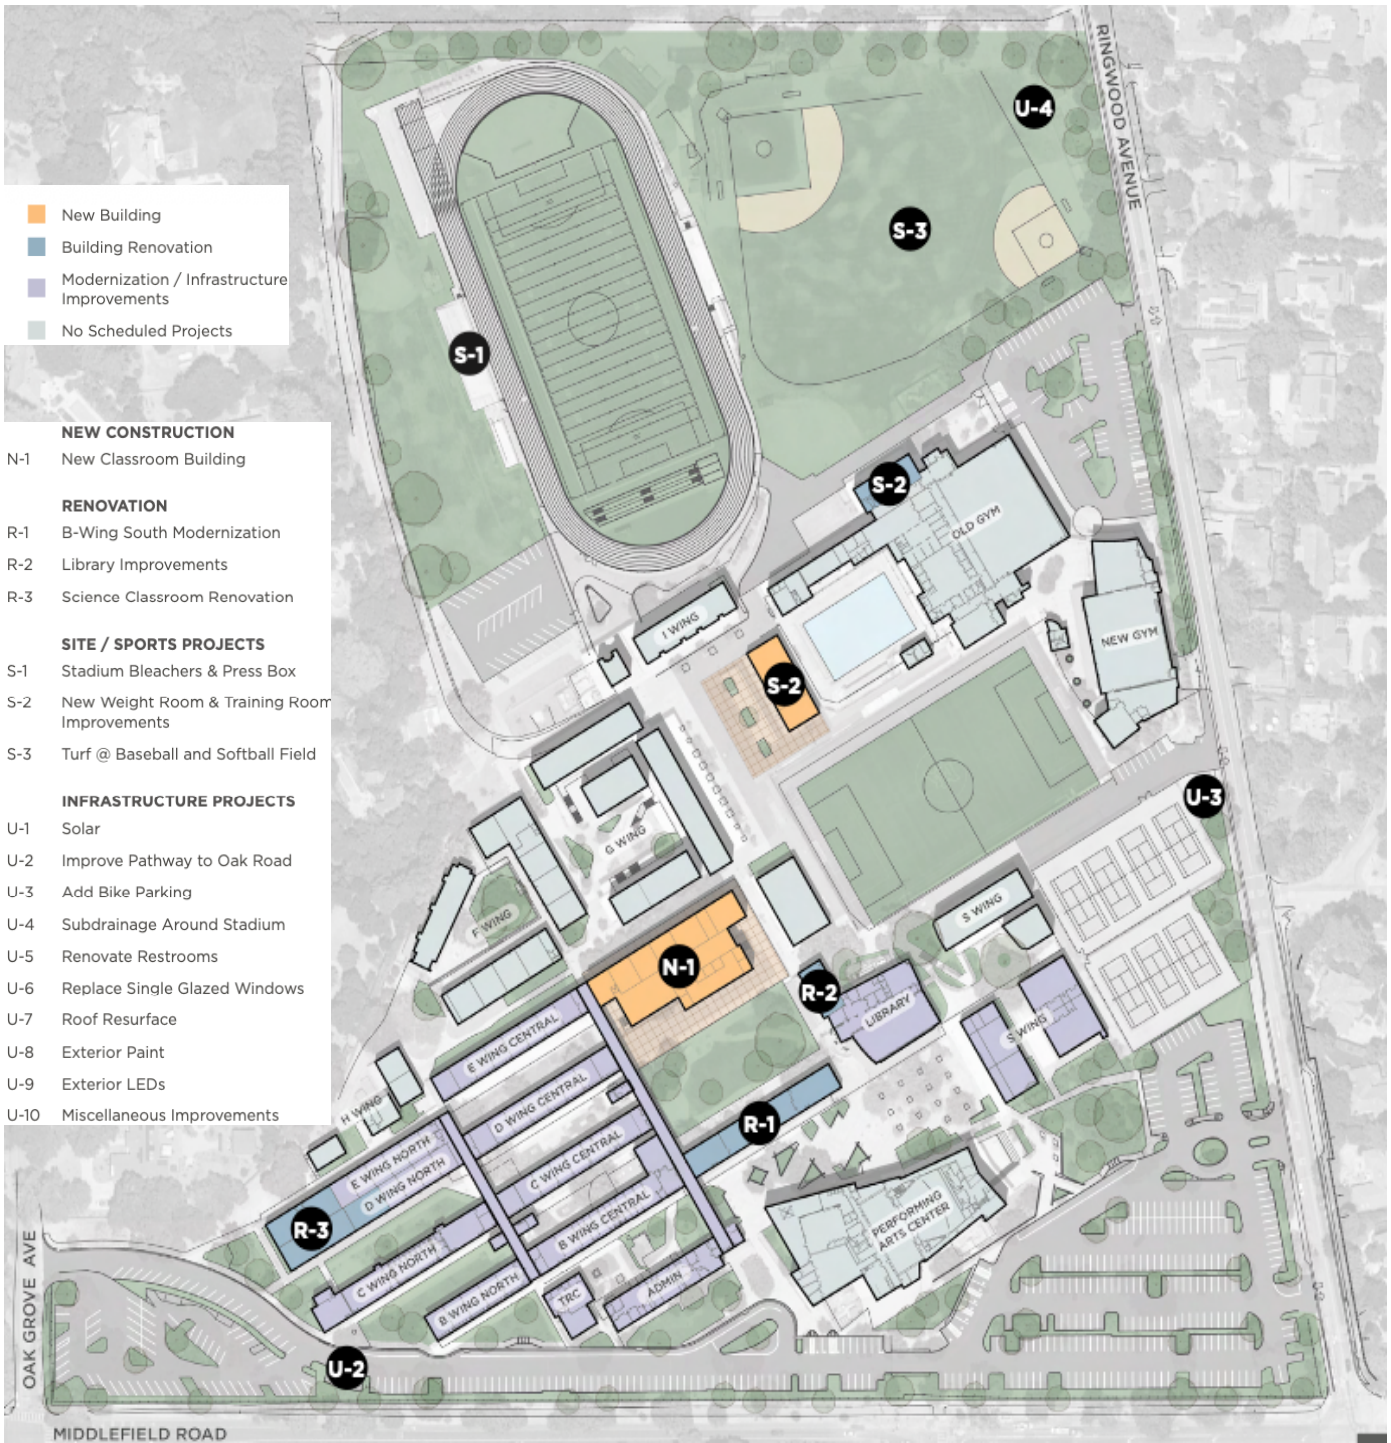 New Building
Building Renovation
Modernization / Infrastructure
Improvements
No Scheduled Projects
NEW CONSTRUCTION
N-1 New Classroom Building
RENOVATION
R-1 B-Wing South Modernization
R-2 Library Improvements
R-3 Science Classroom Renovation
SITE / SPORTS PROJECTS
S-1 Stadium Bleachers & Press Box
S-2 New Weight Room & Training Room
Improvements
S-3 Turf @ Baseball and Softball Field
INFRASTRUCTURE PROJECTS
U-1 Solar
U-2 Improve Pathway to Oak Road
U-3 Add Bike Parking
U-4 Subdrainage Around Stadium
U-5 Renovate Restrooms
U-6 Replace Single Glazed Windows
U-7 Roof Resurface
U-8 Exterior Paint
U-9 Exterior LEDs
U-10 Miscellaneous Improvements
RINGWOOD AVENUE
U-4
S-3
S-1
S-2
OLD GYM
I WING
NEW GYM
S-2
U-3
G WING
F WING
S WING
N-1
R-2
LIBRARY
S WING
E WING CENTRAL
D WING CENTRAL
H WING
R-1
E WING NORTH
D WING NORTH
C WING CENTRAL
R-3
B WING CENTRAL
PERFORMING
ARTS CENTER
C WING NORTH
B WING NORTH
TRC
ADMIN
U-2
OAK GROVE AVE
MIDDLEFIELD ROAD